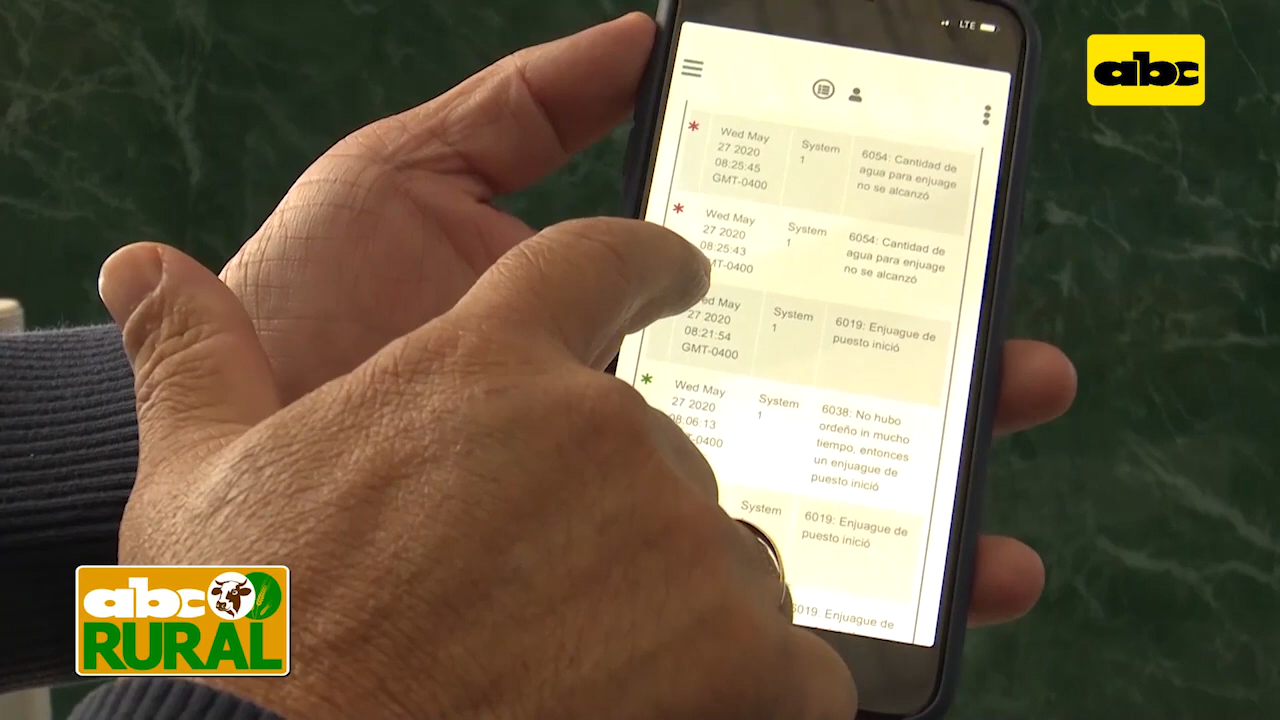 LTE
abc
Wed May
27 2020
08:25:45
GMT-0400
System
1
6054: Cantidad de
agua para enjuage
no se alcanzó
Wed May
27 2020
08:25:43
MT-0400
System
1
6054: Cantidad de
agua para enjuage
no se alcanzó
ed May
27 2020
08:21:54
GMT-0400
System
1
6019: Enjuague de
puesto inició
Wed May
27 2020
08:06:13
-0400
System
1
6038: No hubo
ordeño in mucho
tiempo, entonces
un enjuague de
puesto inició
System
6019: Enjuague de
puesto inició
6019: Enjuague de
abc
RURAL